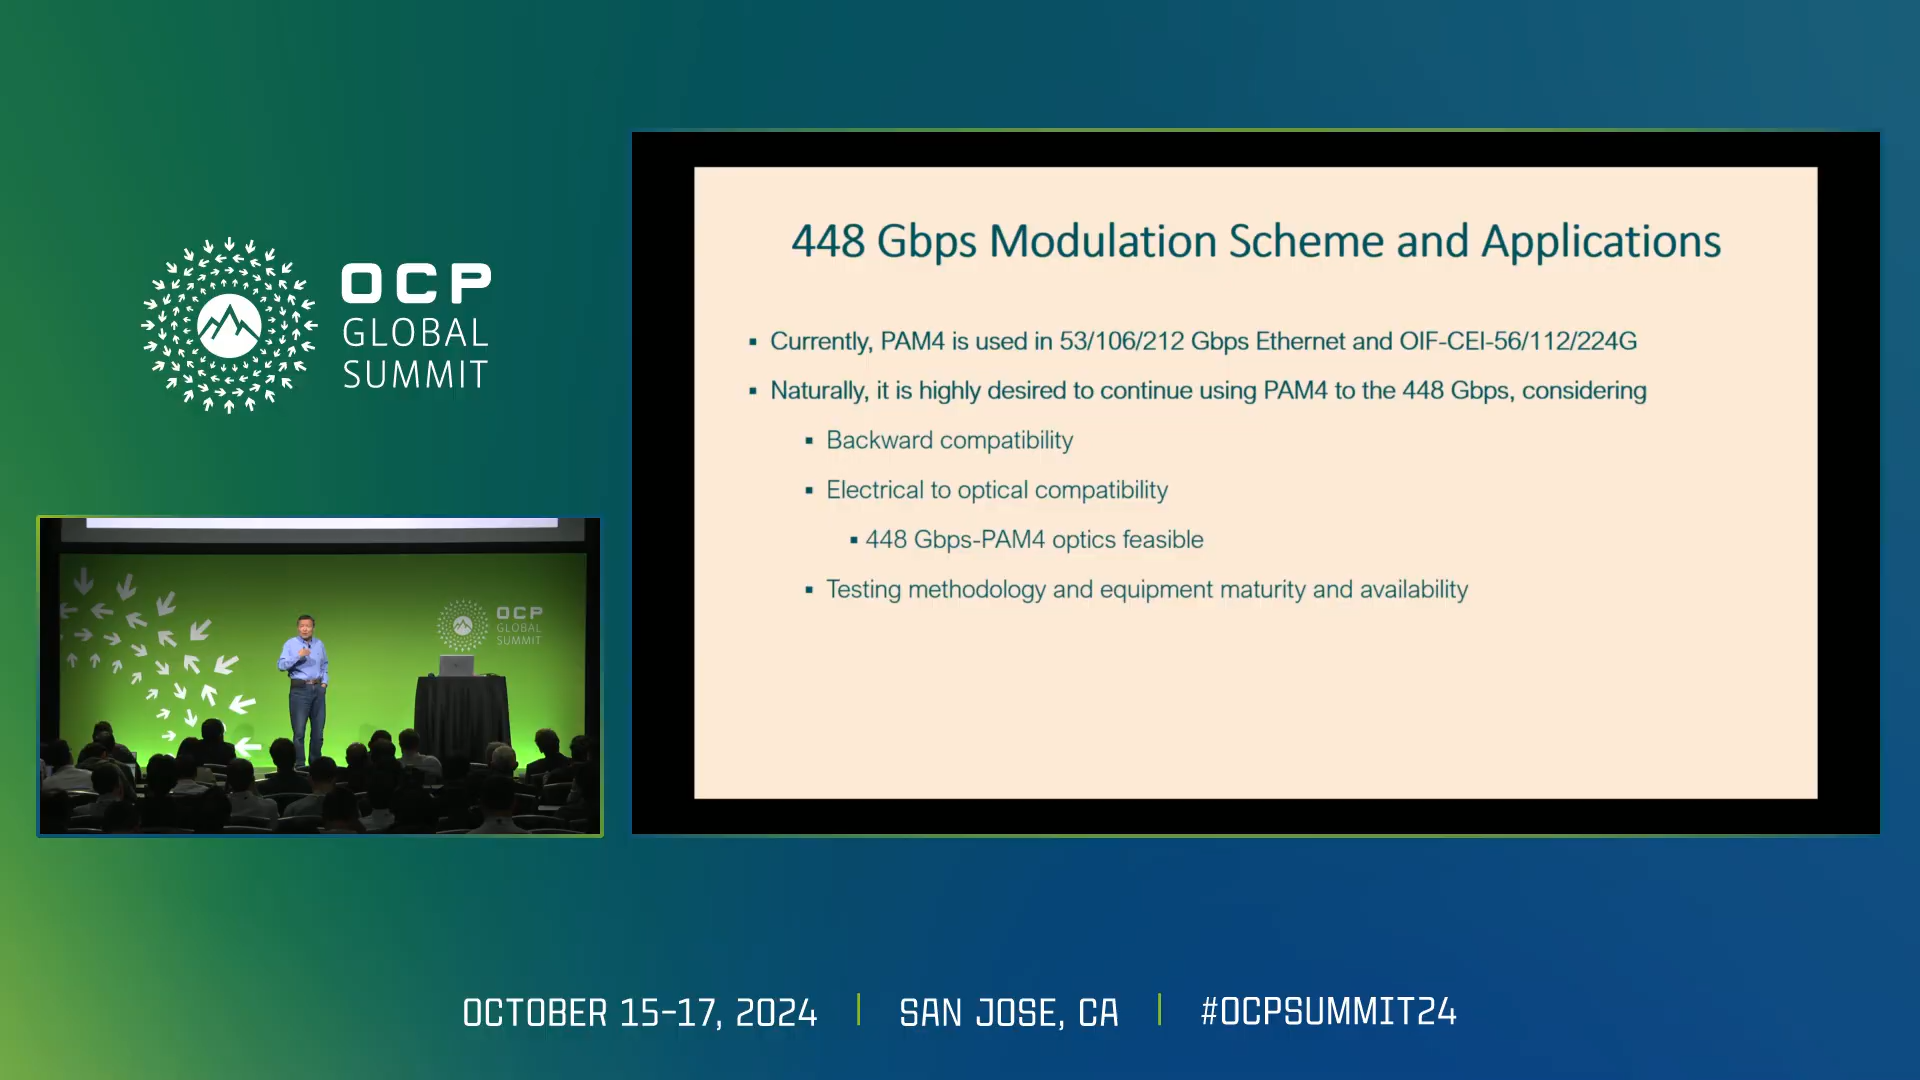 OCP
GLOBAL
SUMMIT
448 Gbps Modulation Scheme and Applications
▪ Currently, PAM4 is used in 53/106/212 Gbps Ethernet and OIF-CEI-56/112/224G
▪ Naturally, it is highly desired to continue using PAM4 to the 448 Gbps, considering
▪ Backward compatibility
▪ Electrical to optical compatibility
▪ 448 Gbps-PAM4 optics feasible
▪ Testing methodology and equipment maturity and availability
OCP
GLOBAL
SUMMIT
OCTOBER 15-17, 2024 | SAN JOSE, CA | #OCPSUMMIT24